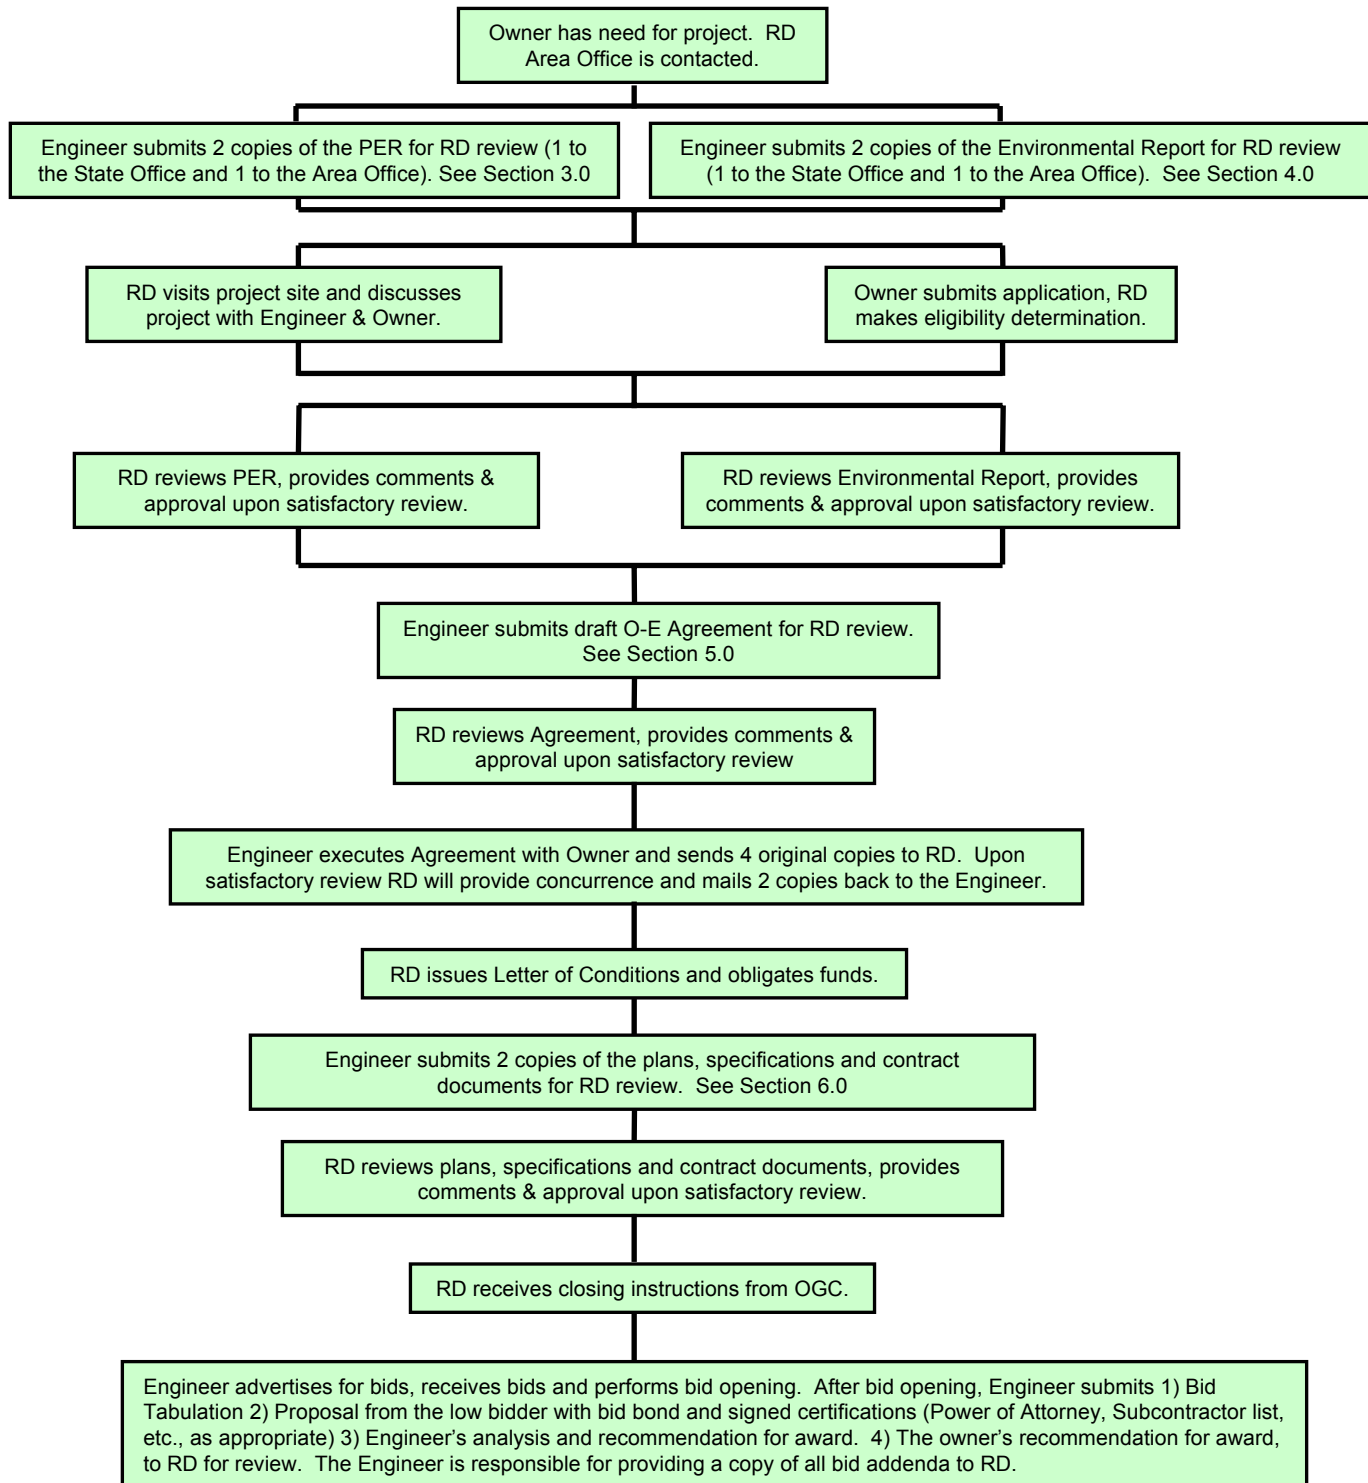 Owner has need for project. RD
Area Office is contacted.
Engineer submits 2 copies of the PER for RD review (1 to
the State Office and 1 to the Area Office). See Section 3.0
Engineer submits 2 copies of the Environmental Report for RD review
(1 to the State Office and 1 to the Area Office). See Section 4.0
RD visits project site and discusses
project with Engineer & Owner.
Owner submits application, RD
makes eligibility determination.
RD reviews PER, provides comments &
approval upon satisfactory review.
RD reviews Environmental Report, provides
comments & approval upon satisfactory review.
Engineer submits draft O-E Agreement for RD review.
See Section 5.0
RD reviews Agreement, provides comments &
approval upon satisfactory review
Engineer executes Agreement with Owner and sends 4 original copies to RD. Upon
satisfactory review RD will provide concurrence and mails 2 copies back to the Engineer.
RD issues Letter of Conditions and obligates funds.
Engineer submits 2 copies of the plans, specifications and contract
documents for RD review. See Section 6.0
RD reviews plans, specifications and contract documents, provides
comments & approval upon satisfactory review.
RD receives closing instructions from OGC.
Engineer advertises for bids, receives bids and performs bid opening. After bid opening, Engineer submits 1) Bid
Tabulation 2) Proposal from the low bidder with bid bond and signed certifications (Power of Attorney, Subcontractor list,
etc., as appropriate) 3) Engineer’s analysis and recommendation for award. 4) The owner’s recommendation for award,
to RD for review. The Engineer is responsible for providing a copy of all bid addenda to RD.